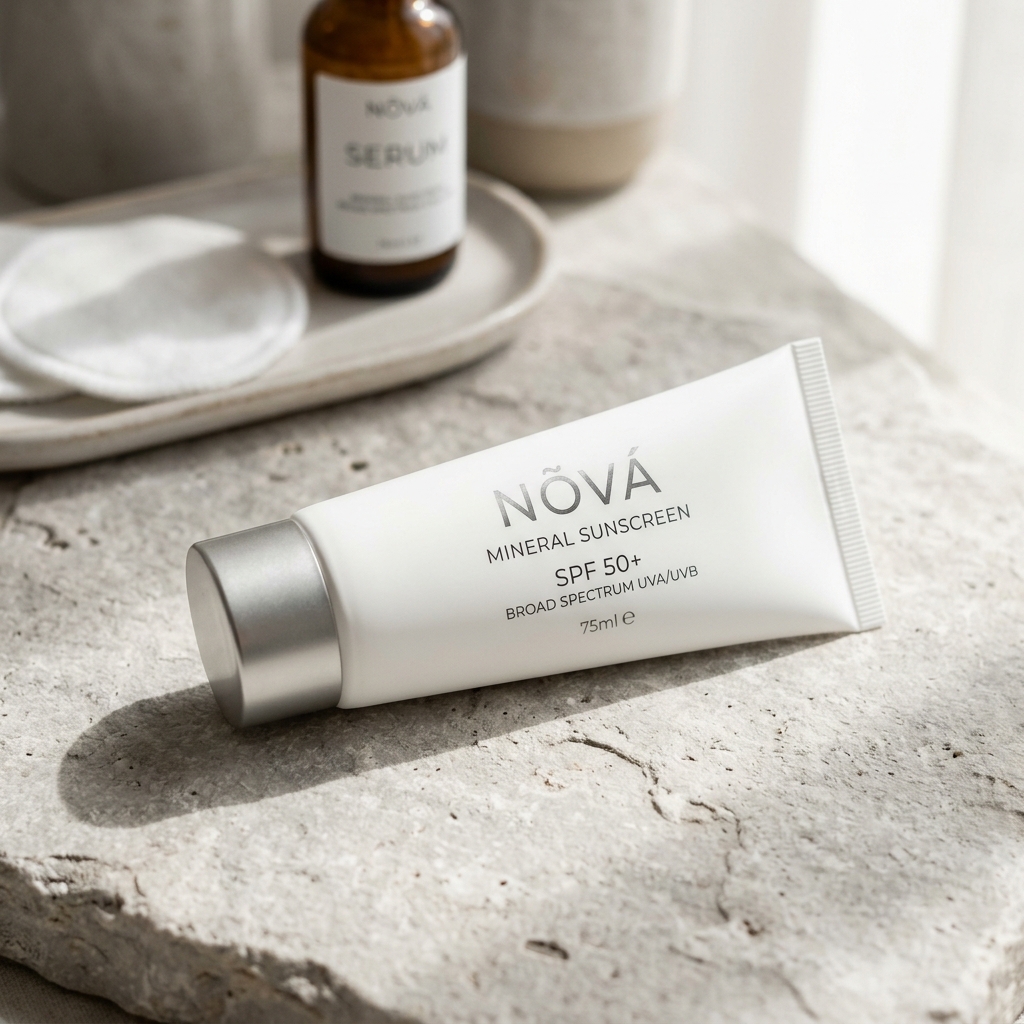 NÕVÁ
SERUM
NÕVÁ
MINERAL SUNSCREEN
SPF 50+
BROAD SPECTRUM UVA/UVB
75ml ℮